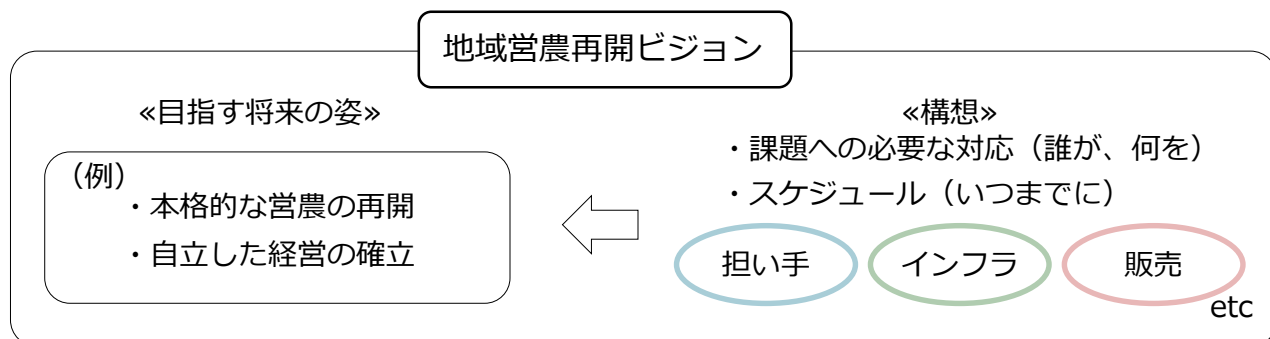 地域営農再開ビジョン
≪目指す将来の姿≫
（例）
・本格的な営農の再開
・自立した経営の確立
≪構想≫
・課題への必要な対応（誰が、何を）
・スケジュール（いつまでに）
担い手
インフラ
販売
etc